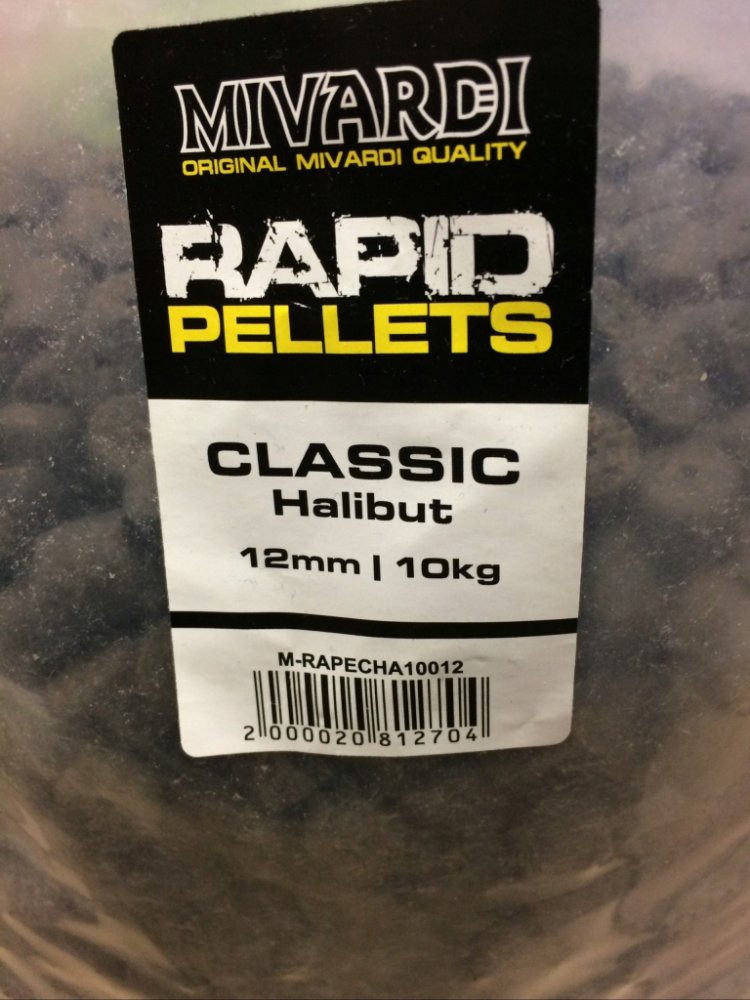 MIVARDI
ORIGINAL MIVARDI QUALITY
RAPID
PELLETS
CLASSIC
Halibut
12mm | 10kg
M-RAPECHA10012
2 000020 812704